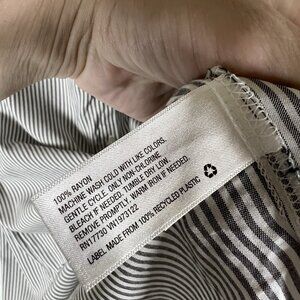 100% RAYON
MACHINE WASH COLD WITH LIKE COLORS.
GENTLE CYCLE. ONLY NON-CHLORINE
BLEACH IF NEEDED. TUMBLE DRY LOW.
REMOVE PROMPTLY, WARM IRON IF NEEDED.
RN17730 VN1973122
LABEL MADE FROM 100% RECYCLED PLASTIC